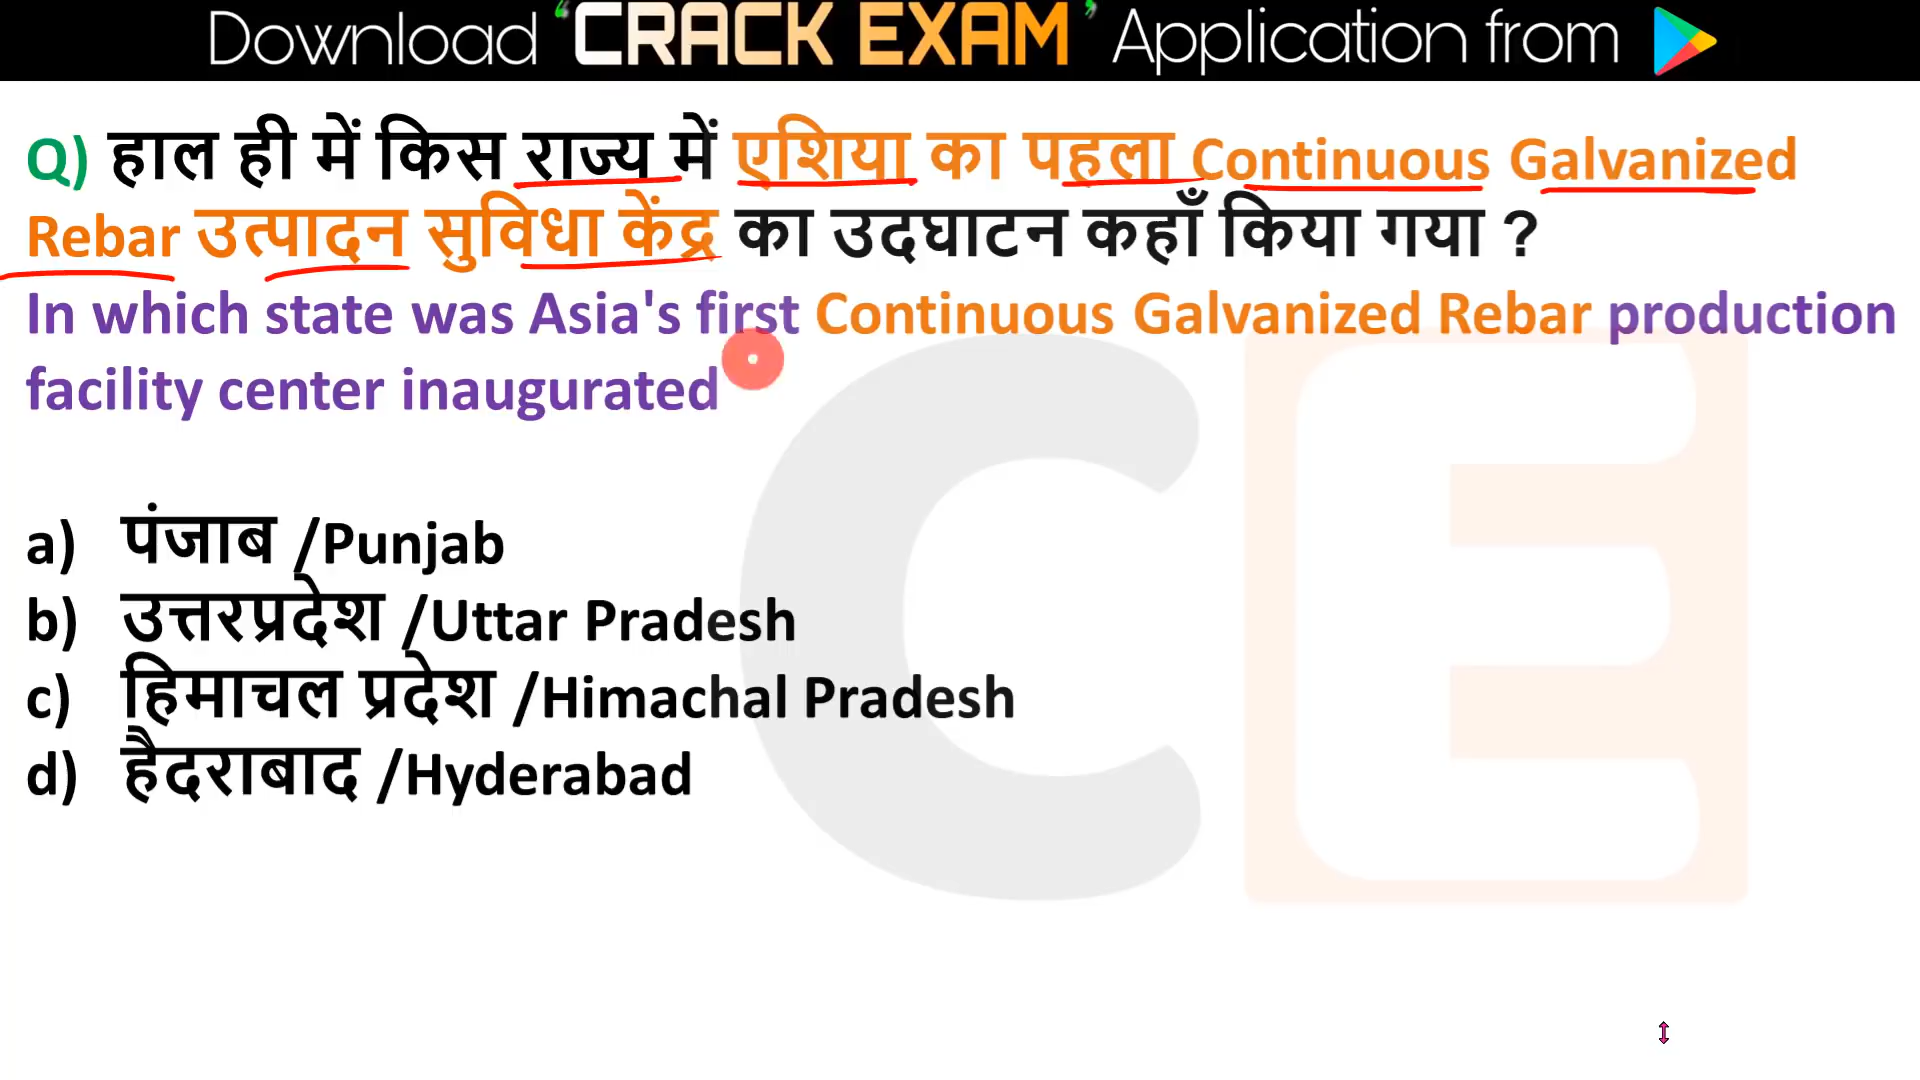 Download ‘CRACK EXAM’ Application from
Q) हाल ही में किस राज्य में एशिया का पहला Continuous Galvanized
Rebar उत्पादन सुविधा केंद्र का उदघाटन कहाँ किया गया ?
In which state was Asia's first Continuous Galvanized Rebar production
facility center inaugurated
a) पंजाब /Punjab
b) उत्तरप्रदेश /Uttar Pradesh
c) हिमाचल प्रदेश /Himachal Pradesh
d) हैदराबाद /Hyderabad
CE